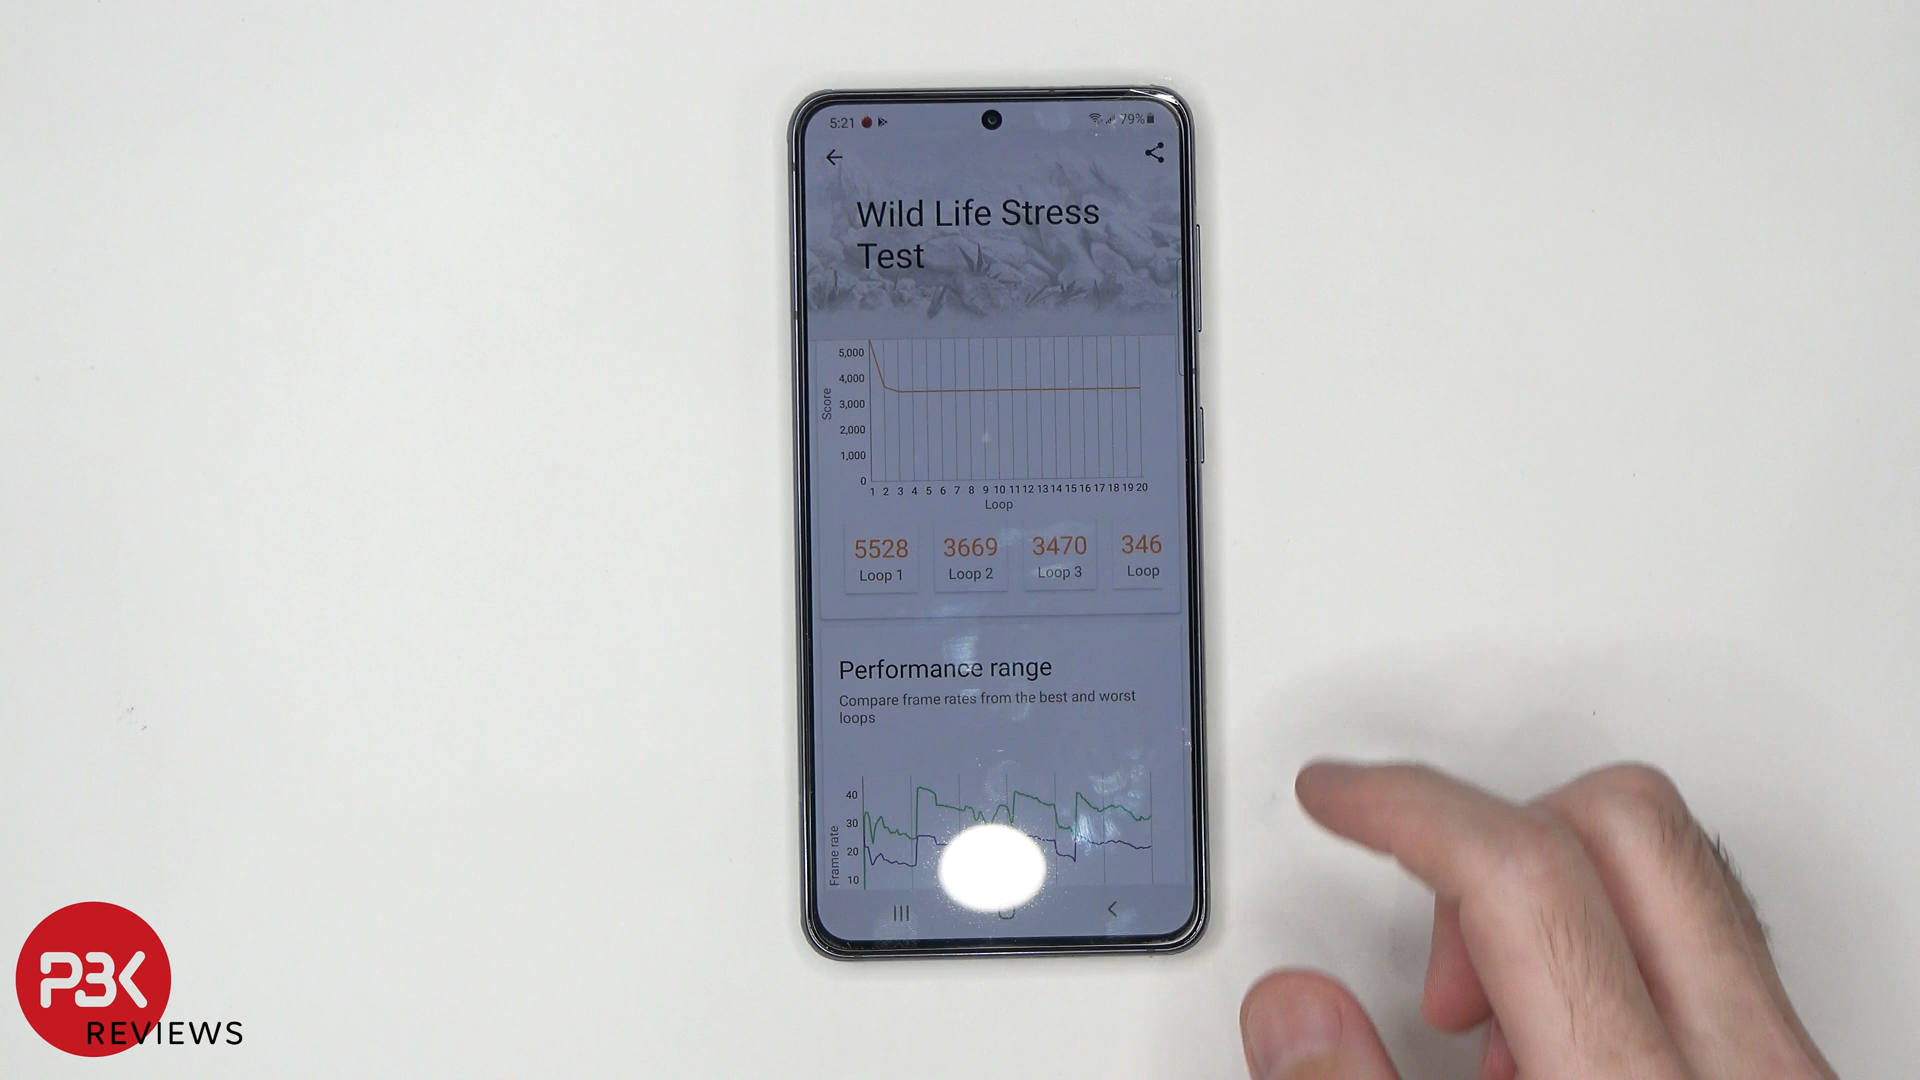 5:21
79%
Wild Life Stress
Test
5,000
4,000
3,000
2,000
1,000
0
Score
1 2 3 4 5 6 7 8 9 10 11 12 13 14 15 16 17 18 19 20
Loop
5528 3669 3470 346
Loop 1 Loop 2 Loop 3 Loop
Performance range
Compare frame rates from the best and worst
loops
40
30
20
10
Frame rate
P3K
REVIEWS